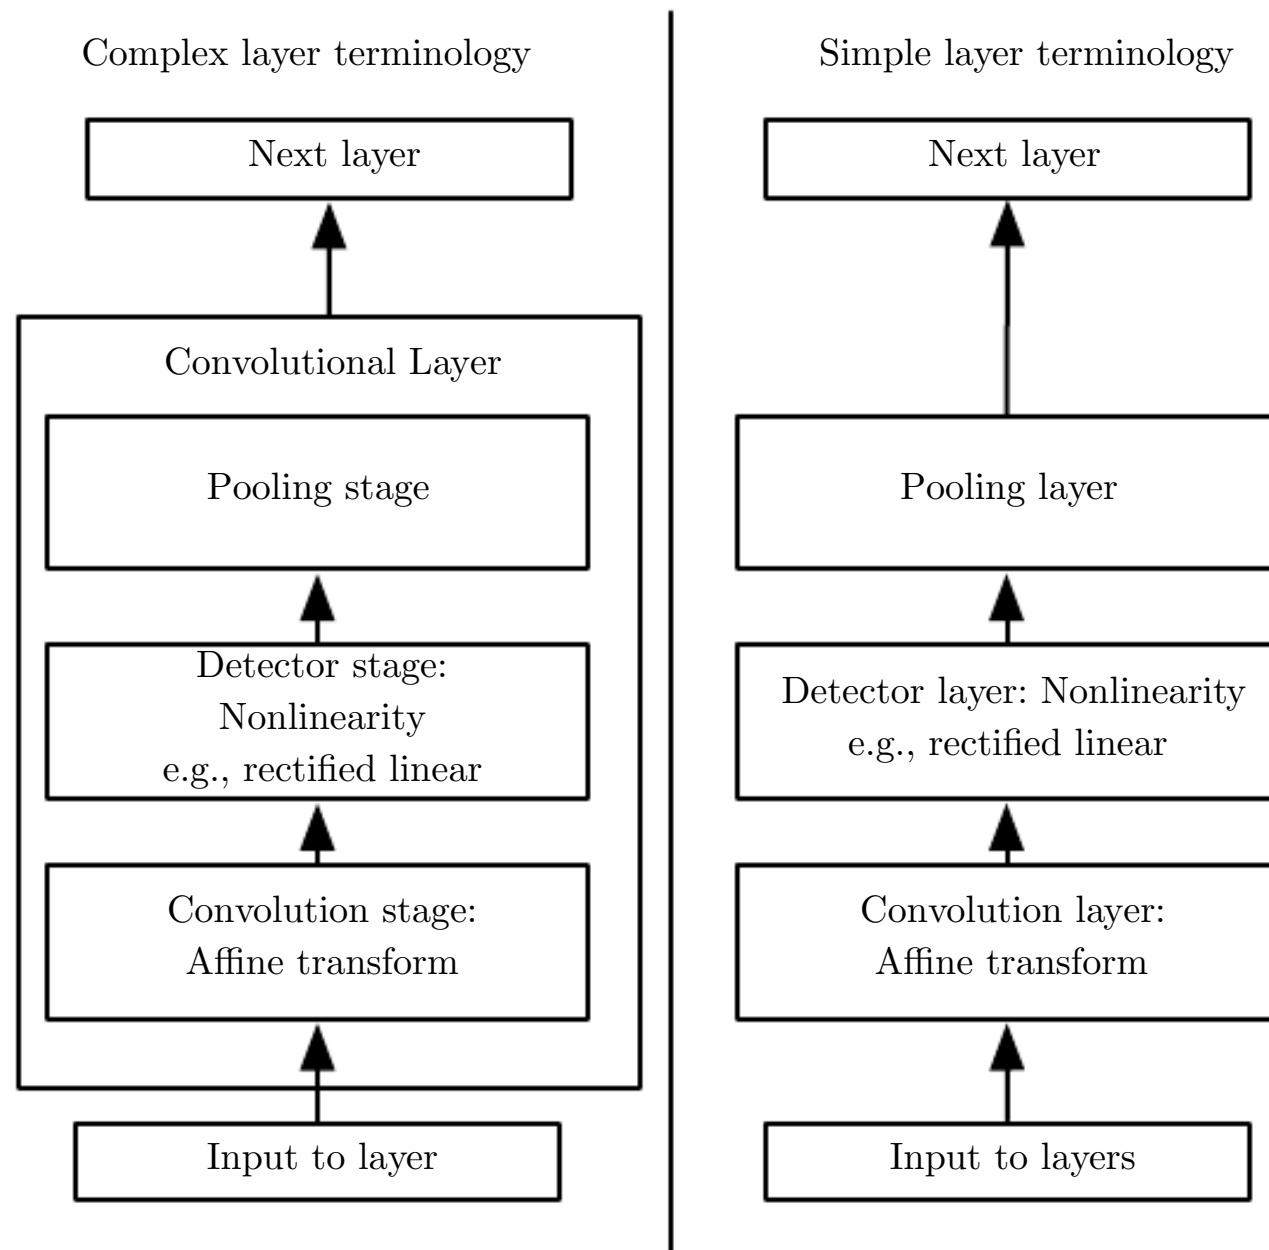 Complex layer terminology
Next layer
Convolutional Layer
Pooling stage
Detector stage:
Nonlinearity
e.g., rectified linear
Convolution stage:
Affine transform
Input to layer
Simple layer terminology
Next layer
Pooling layer
Detector layer: Nonlinearity
e.g., rectified linear
Convolution layer:
Affine transform
Input to layers